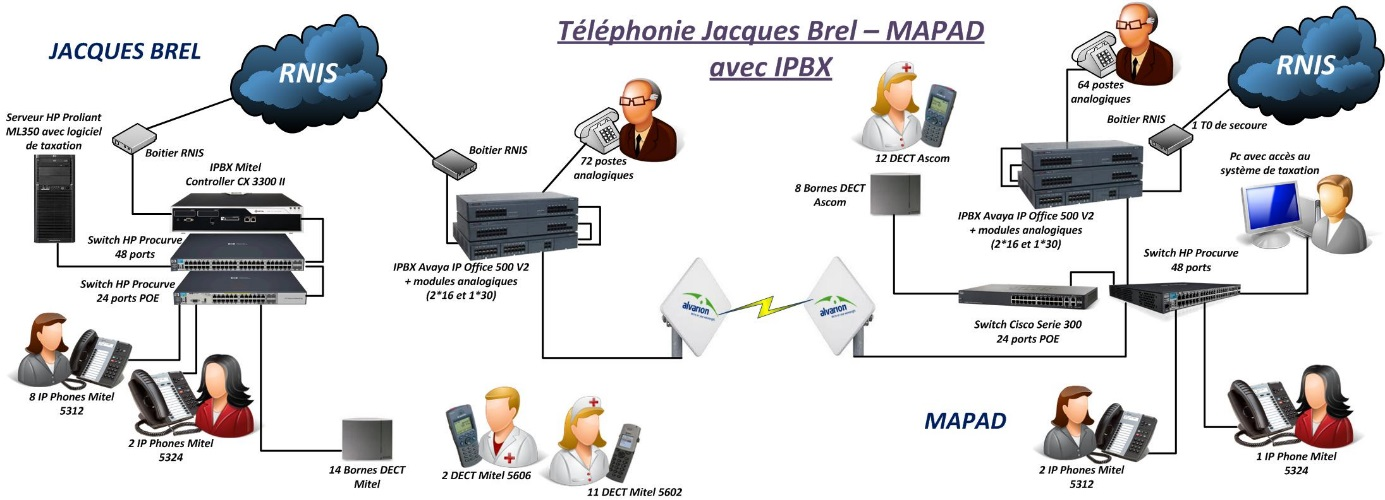 Téléphonie Jacques Brel – MAPAD
avec IPBX
JACQUES BREL
RNIS
Serveur HP Proliant
ML350 avec logiciel
de taxation
Boitier RNIS
IPBX Mitel
Controller CX 3300 II
Switch HP Procurve
48 ports
Switch HP Procurve
24 ports POE
8 IP Phones Mitel
5312
2 IP Phones Mitel
5324
14 Bornes DECT
Mitel
Boitier RNIS
72 postes
analogiques
IPBX Avaya IP Office 500 V2
+ modules analogiques
(2*16 et 1*30)
2 DECT Mitel 5606
11 DECT Mitel 5602
alvarion
alvarion
12 DECT Ascom
8 Bornes DECT
Ascom
64 postes
analogiques
RNIS
Boitier RNIS
1 T0 de secoure
Pc avec accès au
système de taxation
IPBX Avaya IP Office 500 V2
+ modules analogiques
(2*16 et 1*30)
Switch HP Procurve
48 ports
Switch Cisco Serie 300
24 ports POE
MAPAD
2 IP Phones Mitel
5312
1 IP Phone Mitel
5324